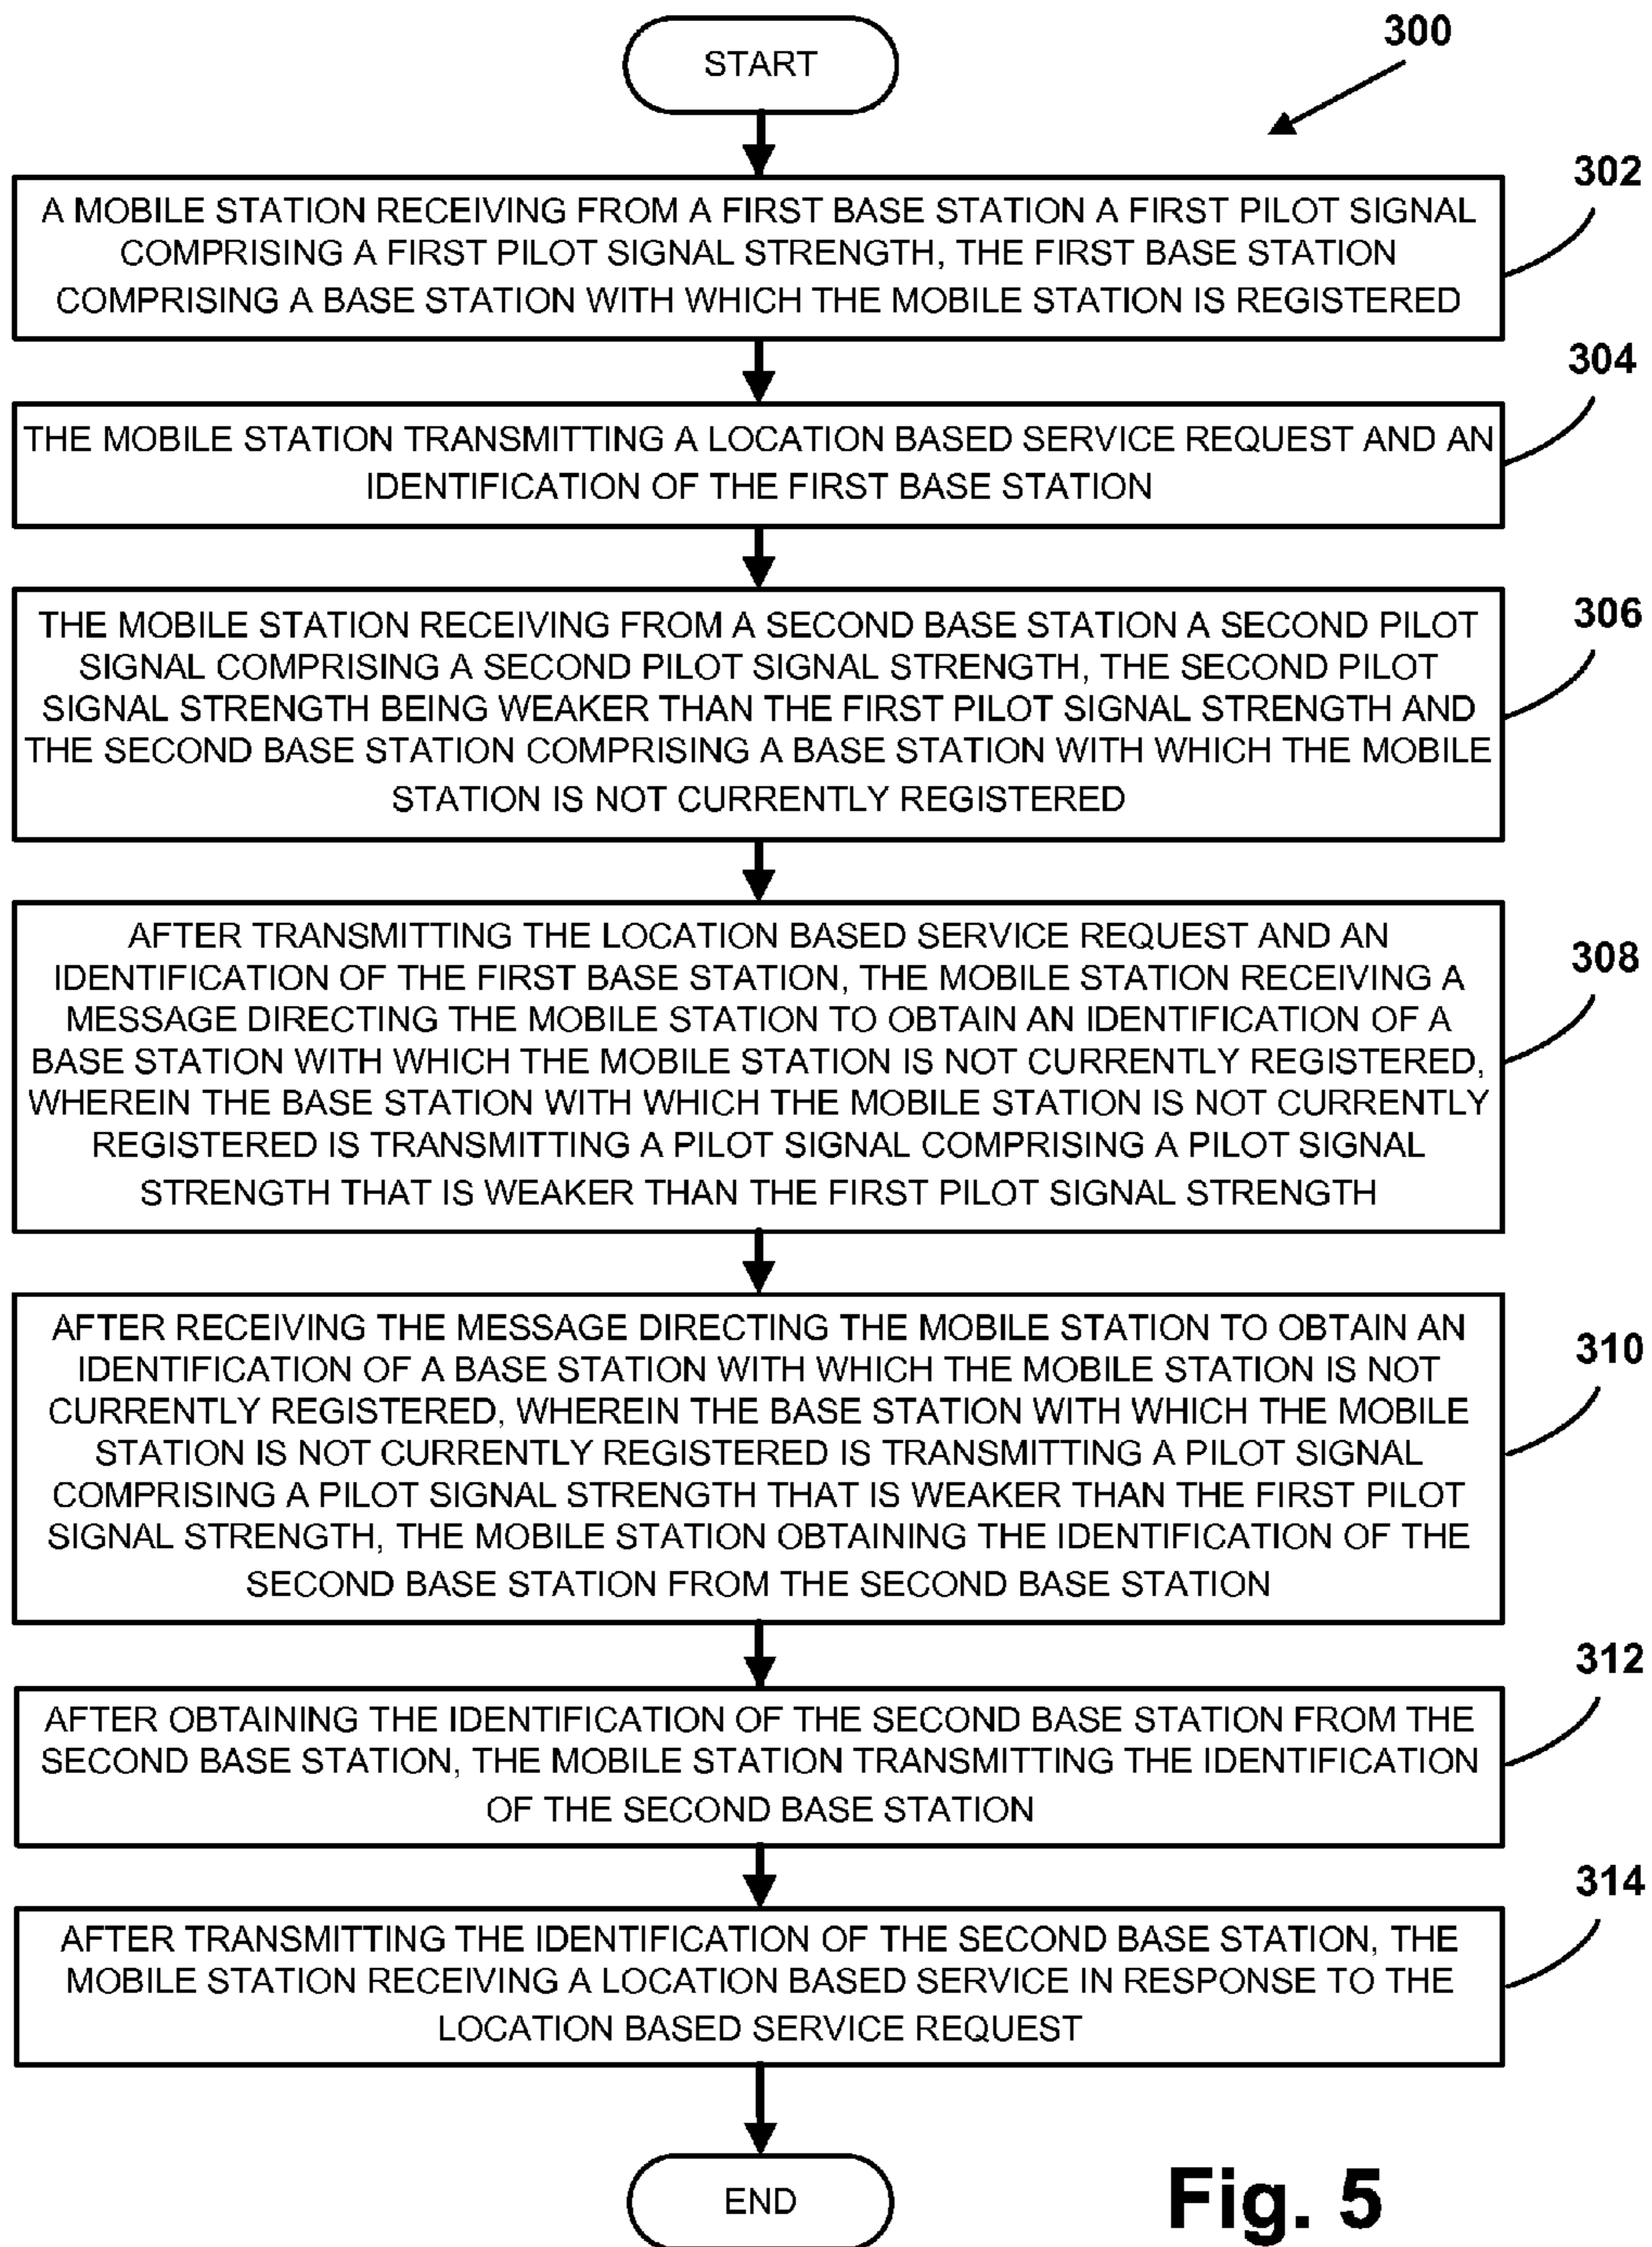 START
300
302
A MOBILE STATION RECEIVING FROM A FIRST BASE STATION A FIRST PILOT SIGNAL
COMPRISING A FIRST PILOT SIGNAL STRENGTH, THE FIRST BASE STATION
COMPRISING A BASE STATION WITH WHICH THE MOBILE STATION IS REGISTERED
304
THE MOBILE STATION TRANSMITTING A LOCATION BASED SERVICE REQUEST AND AN
IDENTIFICATION OF THE FIRST BASE STATION
306
THE MOBILE STATION RECEIVING FROM A SECOND BASE STATION A SECOND PILOT
SIGNAL COMPRISING A SECOND PILOT SIGNAL STRENGTH, THE SECOND PILOT
SIGNAL STRENGTH BEING WEAKER THAN THE FIRST PILOT SIGNAL STRENGTH AND
THE SECOND BASE STATION COMPRISING A BASE STATION WITH WHICH THE MOBILE
STATION IS NOT CURRENTLY REGISTERED
308
AFTER TRANSMITTING THE LOCATION BASED SERVICE REQUEST AND AN
IDENTIFICATION OF THE FIRST BASE STATION, THE MOBILE STATION RECEIVING A
MESSAGE DIRECTING THE MOBILE STATION TO OBTAIN AN IDENTIFICATION OF A
BASE STATION WITH WHICH THE MOBILE STATION IS NOT CURRENTLY REGISTERED,
WHEREIN THE BASE STATION WITH WHICH THE MOBILE STATION IS NOT CURRENTLY
REGISTERED IS TRANSMITTING A PILOT SIGNAL COMPRISING A PILOT SIGNAL
STRENGTH THAT IS WEAKER THAN THE FIRST PILOT SIGNAL STRENGTH
310
AFTER RECEIVING THE MESSAGE DIRECTING THE MOBILE STATION TO OBTAIN AN
IDENTIFICATION OF A BASE STATION WITH WHICH THE MOBILE STATION IS NOT
CURRENTLY REGISTERED, WHEREIN THE BASE STATION WITH WHICH THE MOBILE
STATION IS NOT CURRENTLY REGISTERED IS TRANSMITTING A PILOT SIGNAL
COMPRISING A PILOT SIGNAL STRENGTH THAT IS WEAKER THAN THE FIRST PILOT
SIGNAL STRENGTH, THE MOBILE STATION OBTAINING THE IDENTIFICATION OF THE
SECOND BASE STATION FROM THE SECOND BASE STATION
312
AFTER OBTAINING THE IDENTIFICATION OF THE SECOND BASE STATION FROM THE
SECOND BASE STATION, THE MOBILE STATION TRANSMITTING THE IDENTIFICATION
OF THE SECOND BASE STATION
314
AFTER TRANSMITTING THE IDENTIFICATION OF THE SECOND BASE STATION, THE
MOBILE STATION RECEIVING A LOCATION BASED SERVICE IN RESPONSE TO THE
LOCATION BASED SERVICE REQUEST
END
Fig. 5